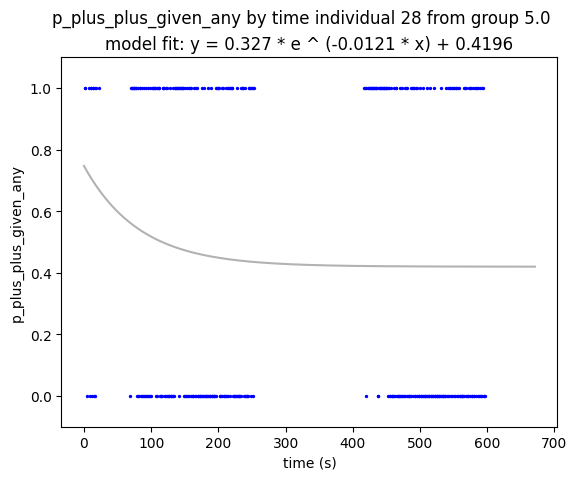 p_plus_plus_given_any by time individual 28 from group 5.0
model fit: y = 0.327 * e ^ (-0.0121 * x) + 0.4196
p_plus_plus_given_any
1.0
0.8
0.6
0.4
0.2
0.0
0 100 200 300 400 500 600 700
time (s)